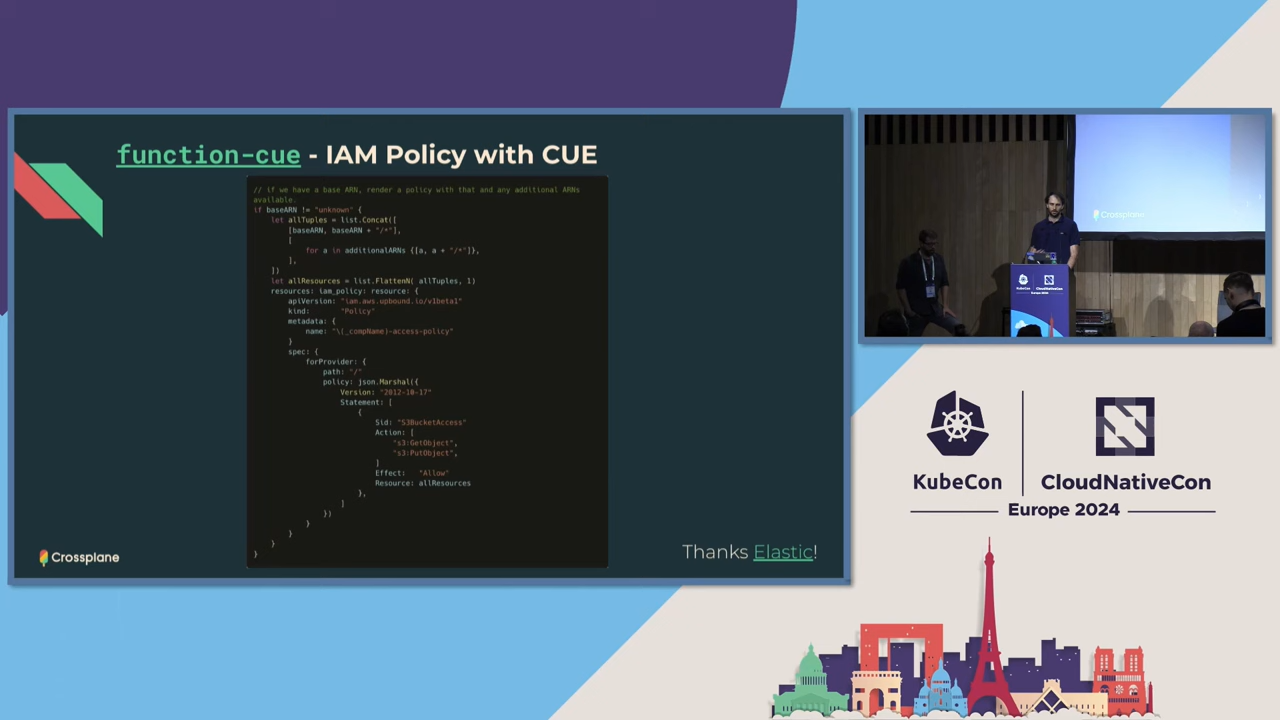 function-cue - IAM Policy with CUE
// if we have a base ARN, render a policy with that and any additional ARNs
available.
if baseARN != "unknown" {
let allTuples = list.Concat([
[baseARN, baseARN + "/*"],
[
for a in additionalARNs {[a, a + "/*"]},
],
])
let allResources = list.FlattenN( allTuples, 1)
resources: iam_policy: resource: {
apiVersion: "iam.aws.upbound.io/v1beta1"
kind: "Policy"
metadata: {
name: "\(_compName)-access-policy"
}
spec: {
forProvider: {
path: "/"
policy: json.Marshal({
Version: "2012-10-17"
Statement: [
{
Sid: "S3BucketAccess"
Action: [
"s3:GetObject",
"s3:PutObject",
]
Effect: "Allow"
Resource: allResources
},
]
})
}
}
}
}
Crossplane
Thanks Elastic!
Crossplane
KubeCon
CloudNativeCon
Europe 2024